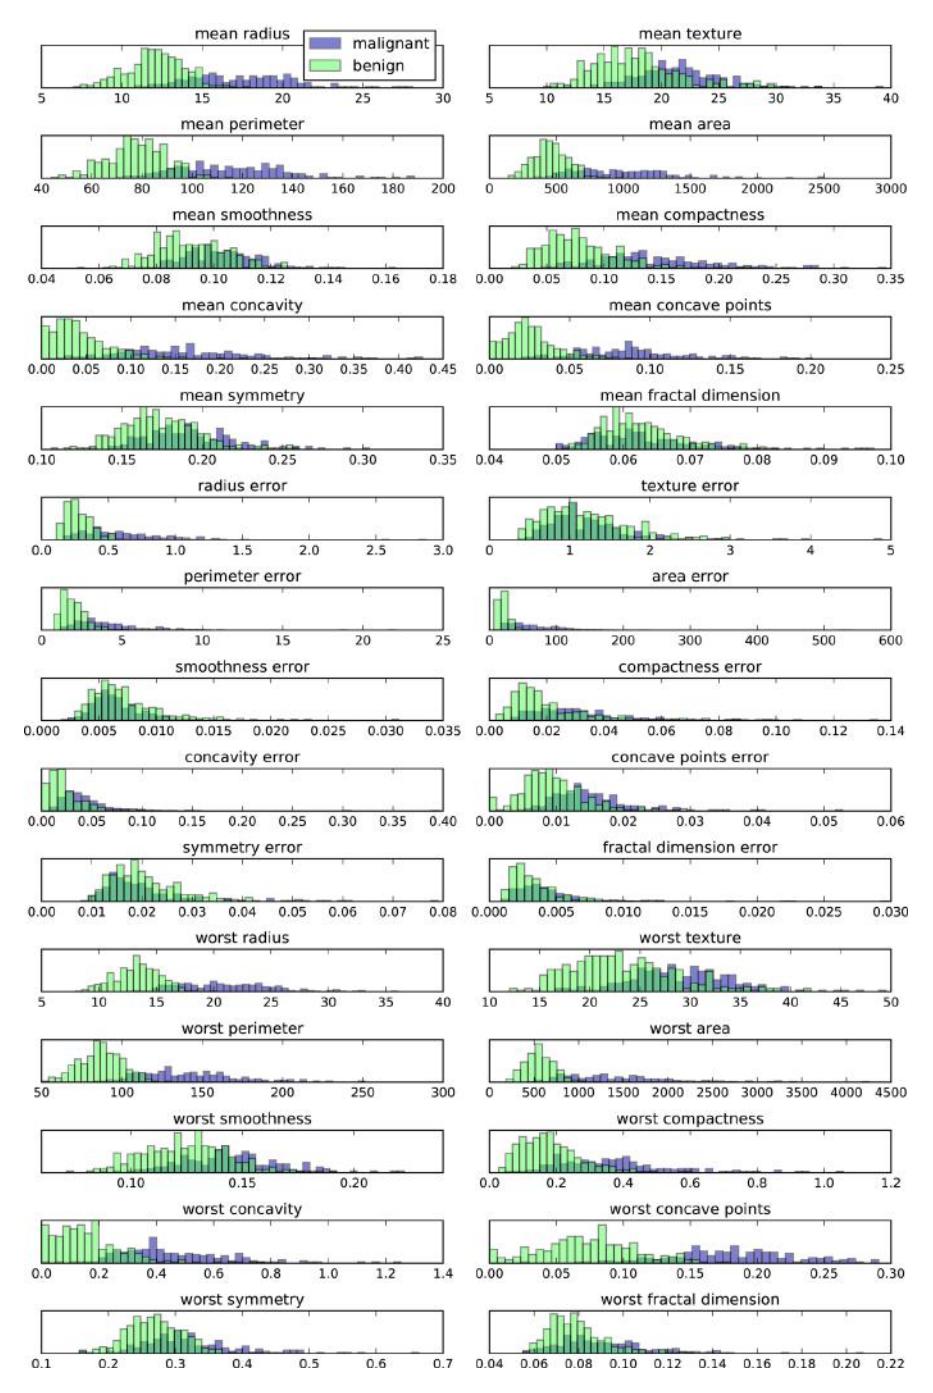 mean radius
malignant
benign
5 10 15 20 25 30
mean texture
5 10 15 20 25 30 35 40
mean perimeter
40 60 80 100 120 140 160 180 200
mean area
0 500 1000 1500 2000 2500 3000
mean smoothness
0.04 0.06 0.08 0.10 0.12 0.14 0.16 0.18
mean compactness
0.00 0.05 0.10 0.15 0.20 0.25 0.30 0.35
mean concavity
0.00 0.05 0.10 0.15 0.20 0.25 0.30 0.35 0.40 0.45
mean concave points
0.00 0.05 0.10 0.15 0.20 0.25
mean symmetry
0.10 0.15 0.20 0.25 0.30 0.35
mean fractal dimension
0.04 0.05 0.06 0.07 0.08 0.09 0.10
radius error
0.0 0.5 1.0 1.5 2.0 2.5 3.0
texture error
0 1 2 3 4 5
perimeter error
0 5 10 15 20 25
area error
0 100 200 300 400 500 600
smoothness error
0.000 0.005 0.010 0.015 0.020 0.025 0.030 0.035
compactness error
0.00 0.02 0.04 0.06 0.08 0.10 0.12 0.14
concavity error
0.00 0.05 0.10 0.15 0.20 0.25 0.30 0.35 0.40
concave points error
0.00 0.01 0.02 0.03 0.04 0.05 0.06
symmetry error
0.00 0.01 0.02 0.03 0.04 0.05 0.06 0.07 0.08
fractal dimension error
0.000 0.005 0.010 0.015 0.020 0.025 0.030
worst radius
5 10 15 20 25 30 35 40
worst texture
10 15 20 25 30 35 40 45 50
worst perimeter
50 100 150 200 250 300
worst area
0 500 1000 1500 2000 2500 3000 3500 4000 4500
worst smoothness
0.10 0.15 0.20
worst compactness
0.0 0.2 0.4 0.6 0.8 1.0 1.2
worst concavity
0.0 0.2 0.4 0.6 0.8 1.0 1.2 1.4
worst concave points
0.00 0.05 0.10 0.15 0.20 0.25 0.30
worst symmetry
0.1 0.2 0.3 0.4 0.5 0.6 0.7
worst fractal dimension
0.04 0.06 0.08 0.10 0.12 0.14 0.16 0.18 0.20 0.22